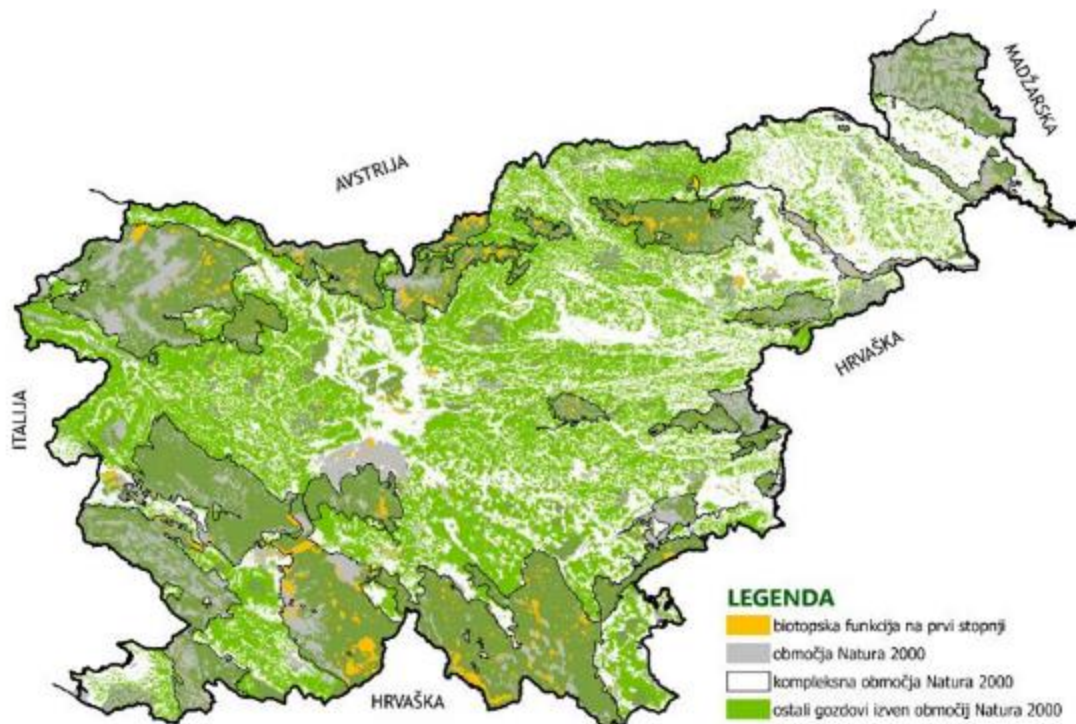 MADŽARSKA
AVSTRIJA
HRVAŠKA
ITALIJA
HRVAŠKA
LEGENDA
biotopska funkcija na prvi stopnji
območja Natura 2000
kompleksna območja Natura 2000
ostali gozdovi izven območij Natura 2000